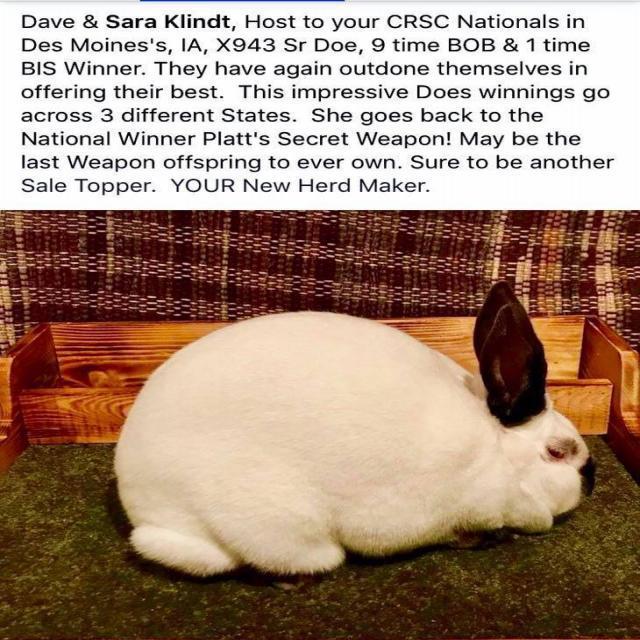 Dave & Sara Klindt, Host to your CRSC Nationals in
Des Moines's, IA, X943 Sr Doe, 9 time BOB & 1 time
BIS Winner. They have again outdone themselves in
offering their best.  This impressive Does winnings go
across 3 different States.  She goes back to the
National Winner Platt's Secret Weapon! May be the
last Weapon offspring to ever own. Sure to be another
Sale Topper.  YOUR New Herd Maker.